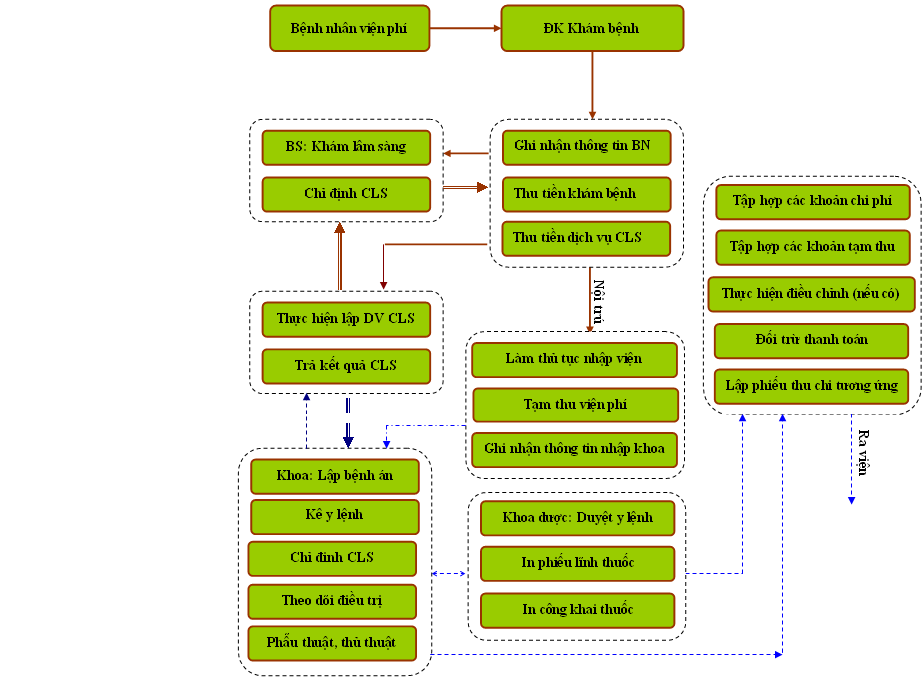 Bệnh nhân viện phí
ĐK Khám bệnh
BS: Khám lâm sàng
Chỉ định CLS
Ghi nhận thông tin BN
Thu tiền khám bệnh
Thu tiền dịch vụ CLS
Tập hợp các khoản chi phí
Tập hợp các khoản tạm thu
Thực hiện điều chỉnh (nếu có)
Đối trừ thanh toán
Lập phiếu thu chi tương ứng
Nội trú
Thực hiện lập DV CLS
Trả kết quả CLS
Làm thủ tục nhập viện
Tạm thu viện phí
Ghi nhận thông tin nhập khoa
Ra viện
Khoa: Lập bệnh án
Kê y lệnh
Chỉ đinh CLS
Theo dõi điều trị
Phẫu thuật, thủ thuật
Khoa dược: Duyệt y lệnh
In phiếu lĩnh thuốc
In công khai thuốc